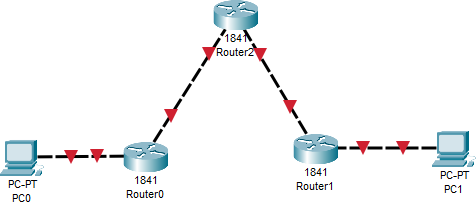 1841
Router2
PC-PT
PC0
1841
Router0
1841
Router1
PC-PT
PC1